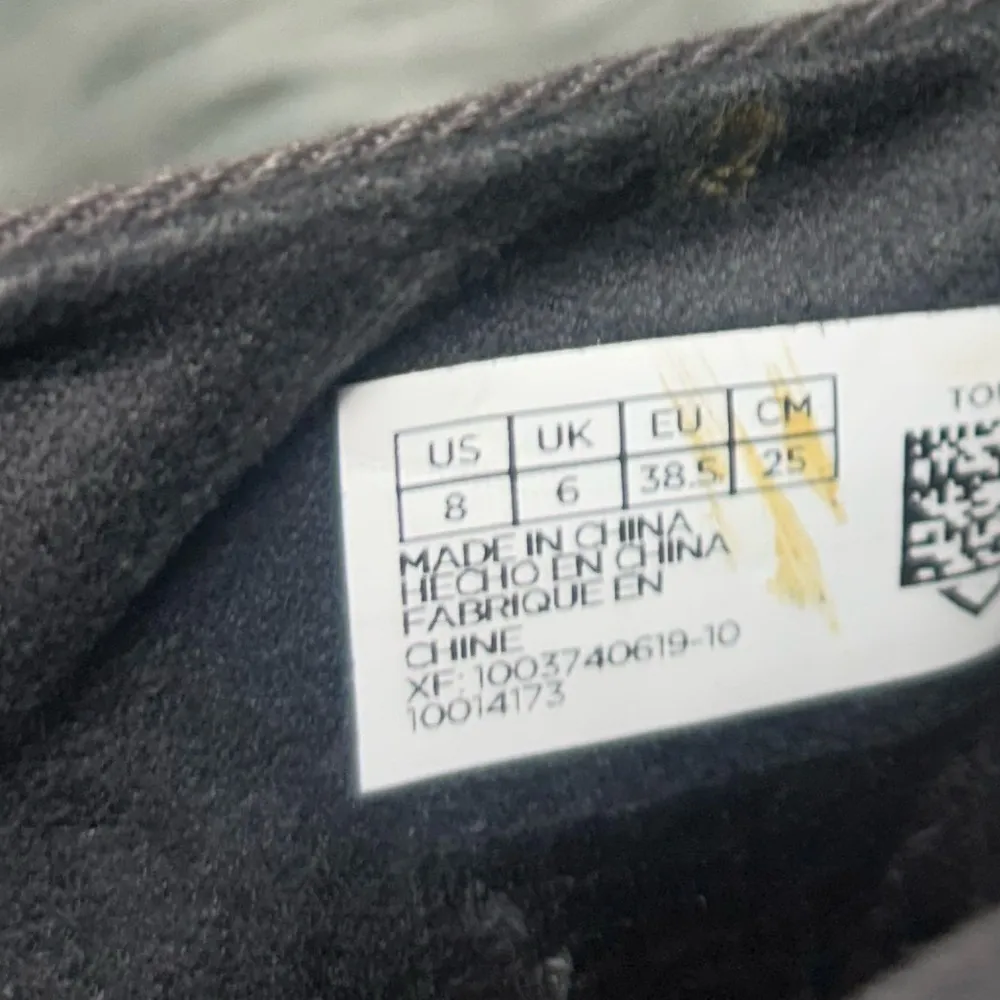 US UK EU CM
8 6 38.5 25
MADE IN CHINA
HECHO EN CHINA
FABRIQUE EN
CHINE
XF: 1003740619-10
10014173